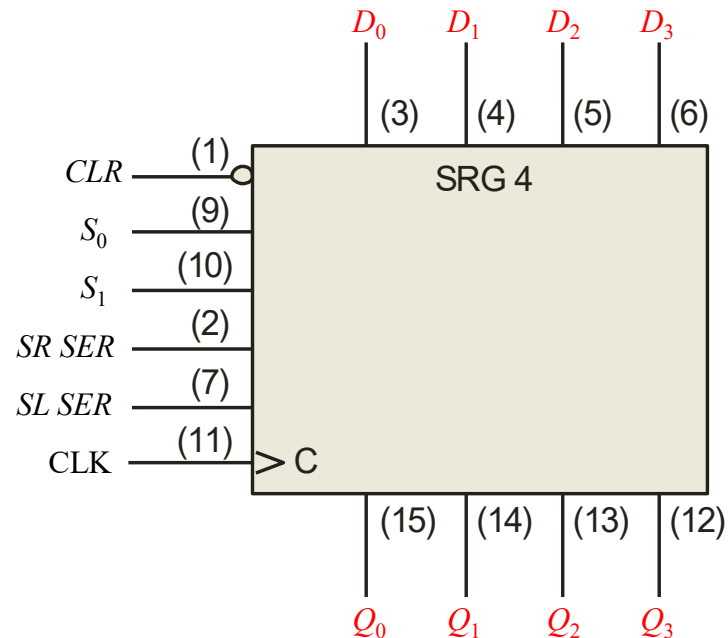 D₀ D₁ D₂ D₃
(3) (4) (5) (6)
CLR (1) SRG 4
S₀ (9)
S₁ (10)
SR SER (2)
SL SER (7)
CLK (11) C
(15) (14) (13) (12)
Q₀ Q₁ Q₂ Q₃